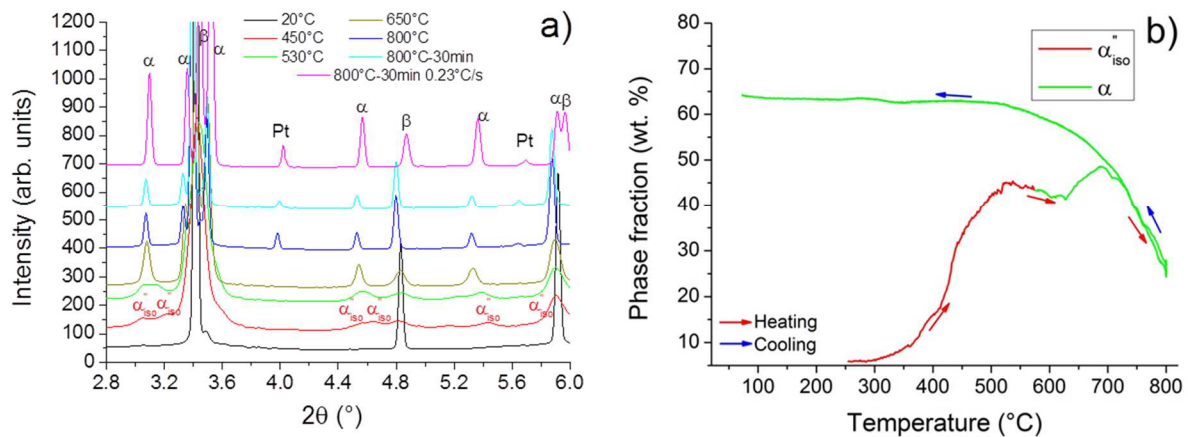 a)
20°C 650°C
450°C 800°C
530°C 800°C-30min
800°C-30min 0.23°C/s
1200
1100
1000
900
800
700
600
500
400
300
200
100
0
Intensity (arb. units)
α α β α Pt α β α Pt α β
α"iso α"iso α"iso α"iso α"iso α"iso
2.8 3.2 3.6 4.0 4.4 4.8 5.2 5.6 6.0
2θ (°)
b)
α"iso
α
80
70
60
50
40
30
20
10
Phase fraction (wt. %)
Heating
Cooling
100 200 300 400 500 600 700 800
Temperature (°C)